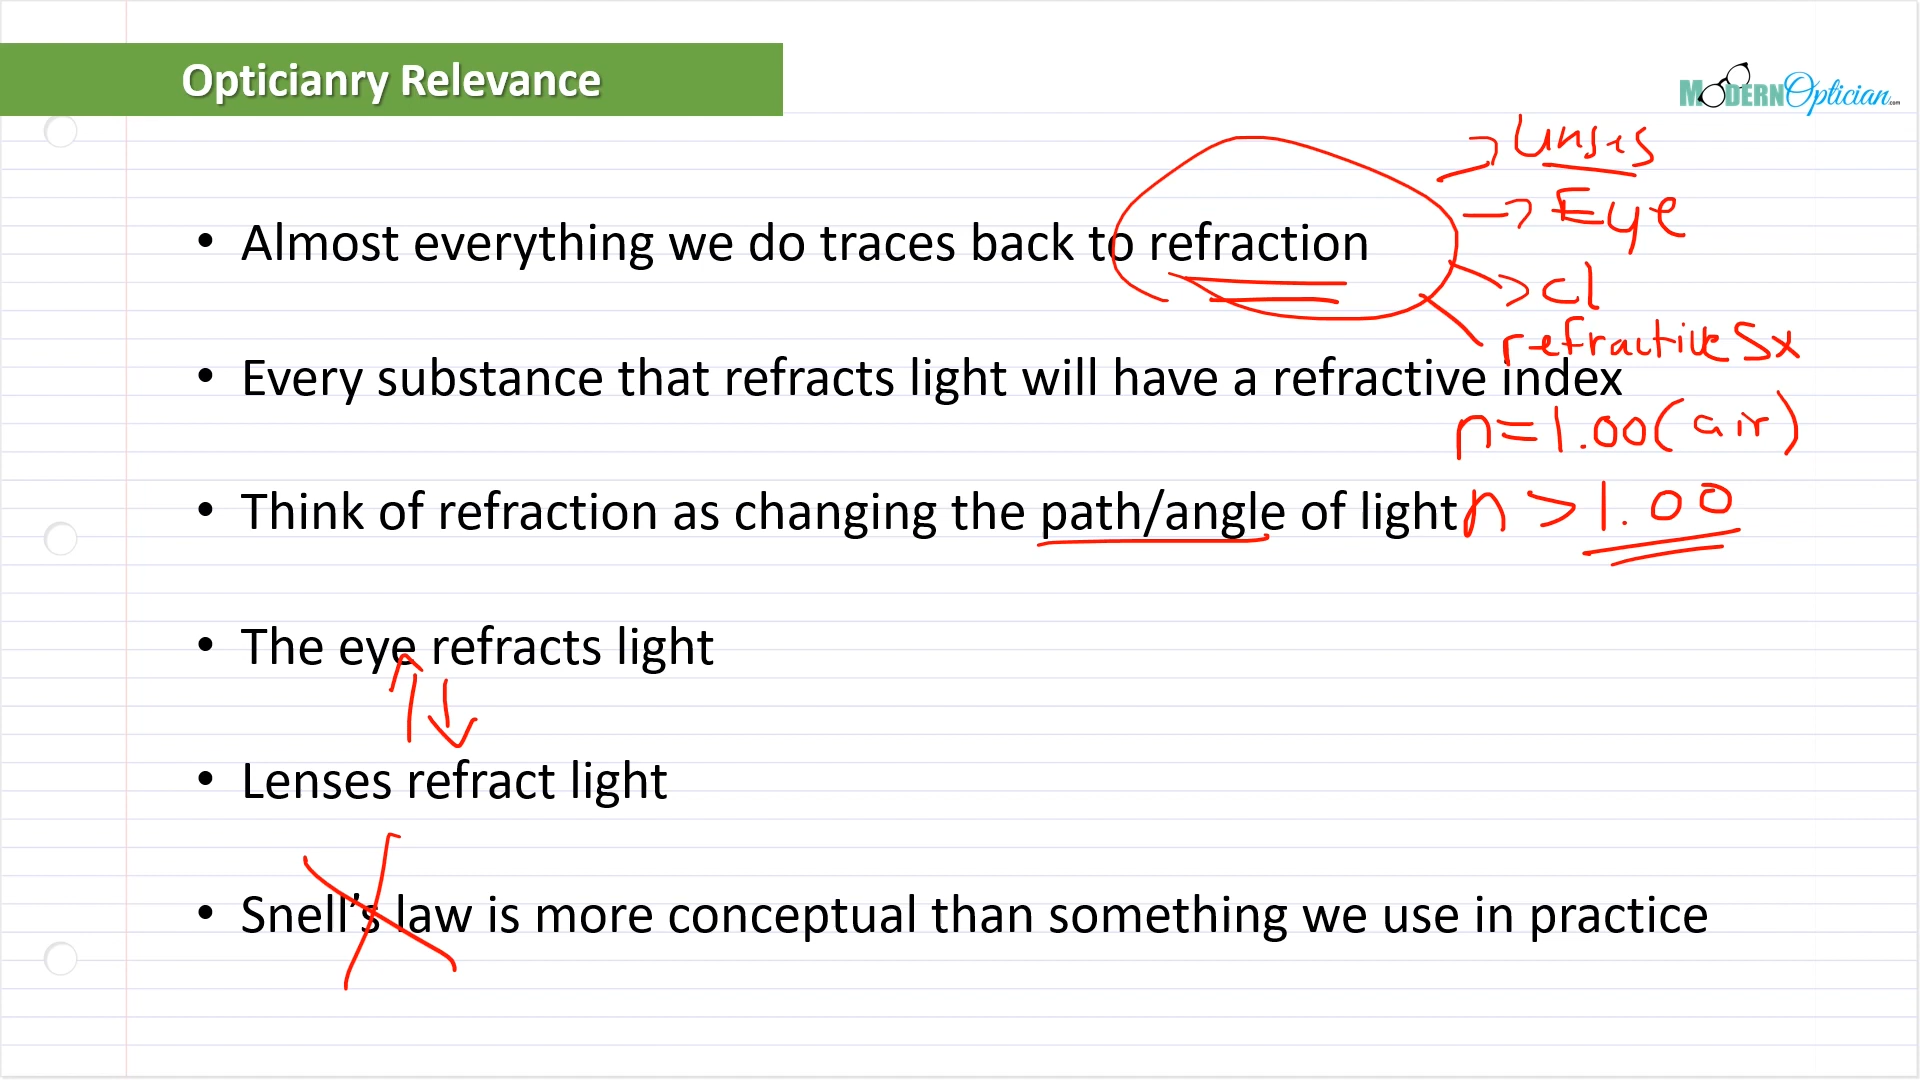 Opticianry Relevance
MODERNOptician.com
→ Lenses
→ Eye
• Almost everything we do traces back to refraction
→ cl
refractive Sx
• Every substance that refracts light will have a refractive index
n=1.00(air)
• Think of refraction as changing the path/angle of light
n > 1.00
• The eye refracts light
• Lenses refract light
• Snell’s law is more conceptual than something we use in practice